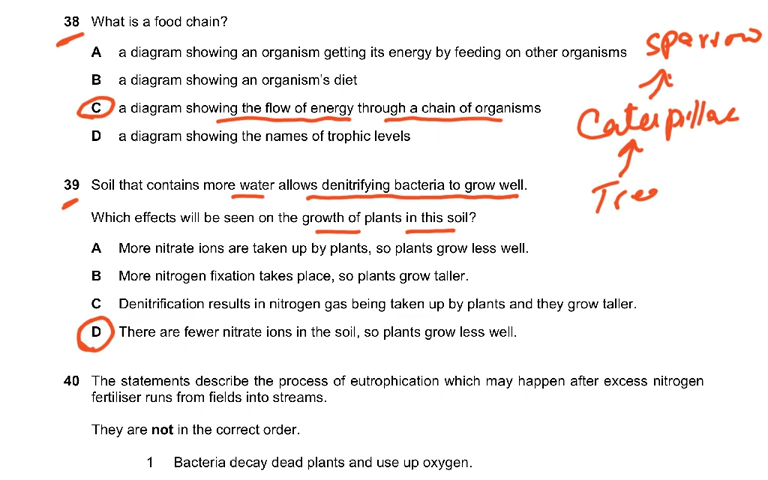 38 What is a food chain?
A a diagram showing an organism getting its energy by feeding on other organisms
B a diagram showing an organism's diet
C a diagram showing the flow of energy through a chain of organisms
D a diagram showing the names of trophic levels
Sparrow
Caterpillar
Tree
39 Soil that contains more water allows denitrifying bacteria to grow well.
Which effects will be seen on the growth of plants in this soil?
A More nitrate ions are taken up by plants, so plants grow less well.
B More nitrogen fixation takes place, so plants grow taller.
C Denitrification results in nitrogen gas being taken up by plants and they grow taller.
D There are fewer nitrate ions in the soil, so plants grow less well.
40 The statements describe the process of eutrophication which may happen after excess nitrogen
fertiliser runs from fields into streams.
They are not in the correct order.
1 Bacteria decay dead plants and use up oxygen.